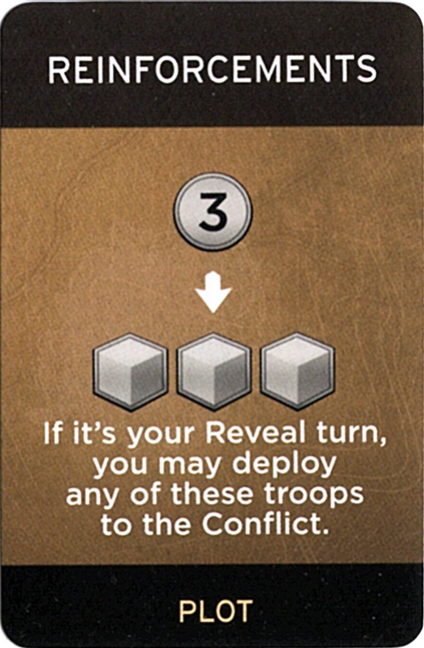 REINFORCEMENTS
3
If it's your Reveal turn,
you may deploy
any of these troops
to the Conflict.
PLOT